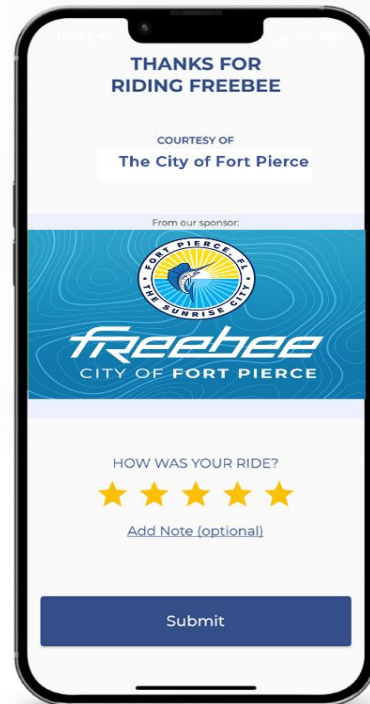 THANKS FOR
RIDING FREEBEE
COURTESY OF
The City of Fort Pierce
From our sponsor:
FORT PIERCE, FL
THE SUNRISE CITY
freebee
CITY OF FORT PIERCE
HOW WAS YOUR RIDE?
Add Note (optional)
Submit